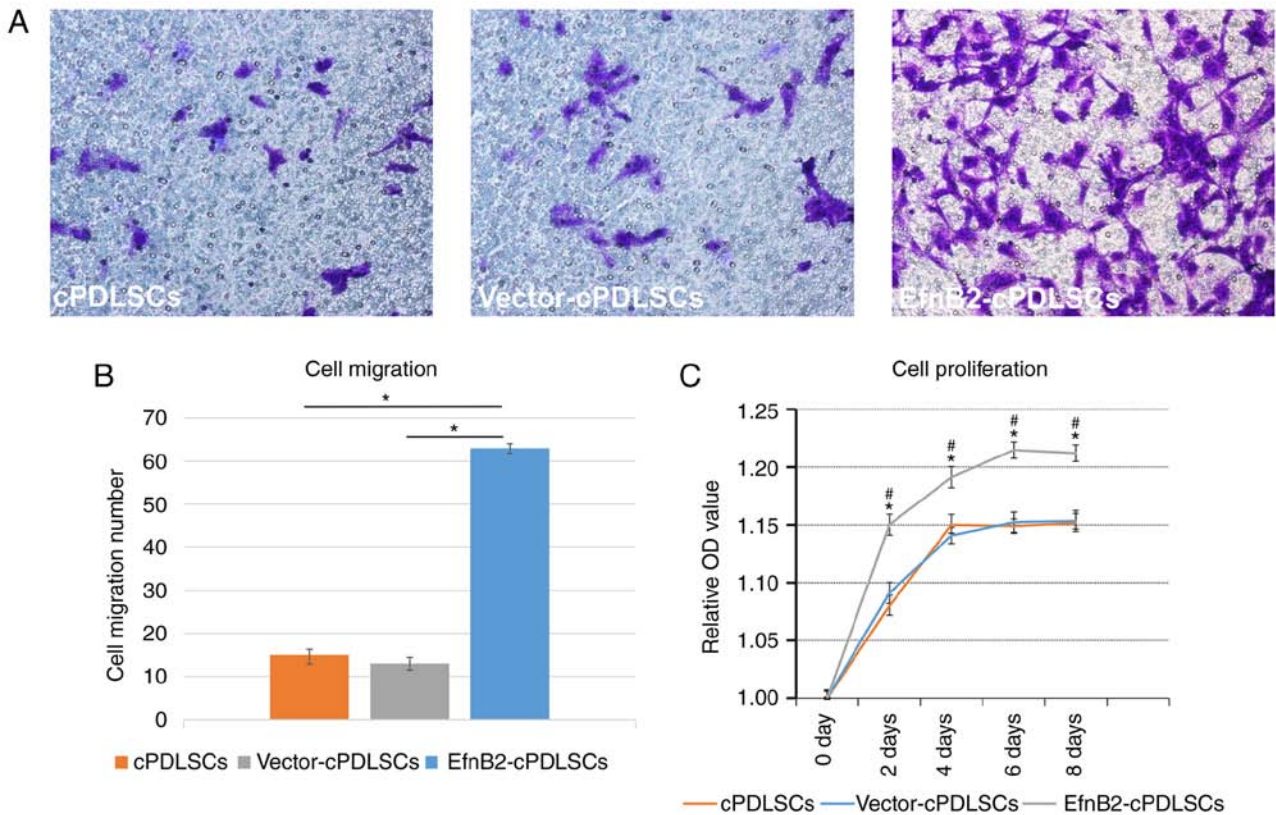 A
cPDLSCs
Vector-cPDLSCs
EfnB2-cPDLSCs
B
Cell migration
*
*
Cell migration number
70
60
50
40
30
20
10
0
cPDLSCs
Vector-cPDLSCs
EfnB2-cPDLSCs
C
Cell proliferation
Relative OD value
1.25
1.20
1.15
1.10
1.05
1.00
#
*
#
*
#
*
#
*
0 day
2 days
4 days
6 days
8 days
cPDLSCs
Vector-cPDLSCs
EfnB2-cPDLSCs